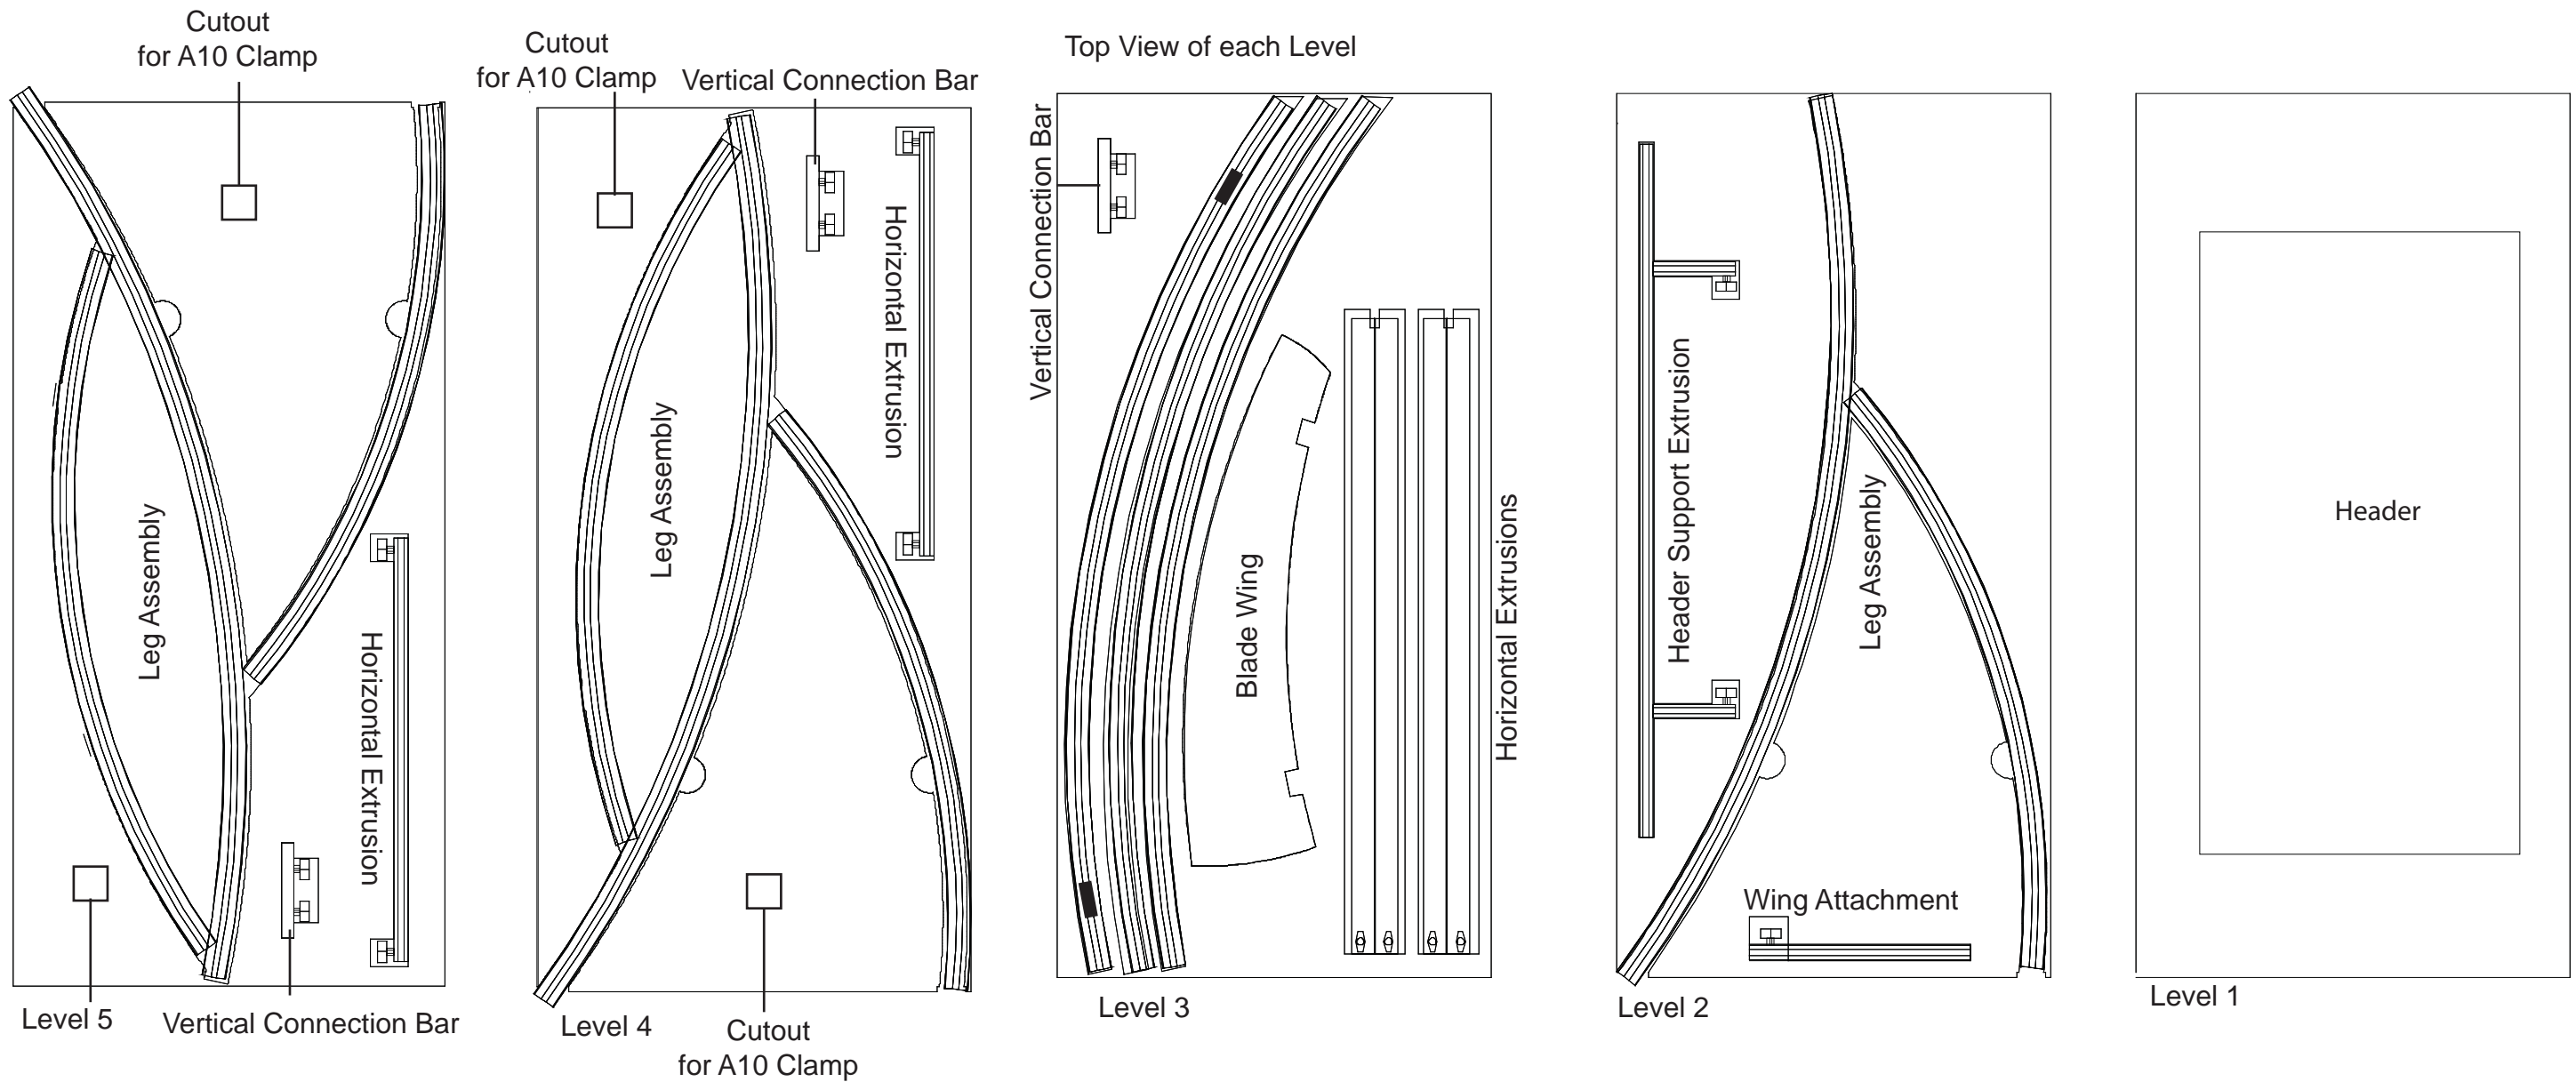 Cutout
for A10 Clamp
Leg Assembly
Horizontal Extrusion
Level 5
Vertical Connection Bar
Cutout
for A10 Clamp
Vertical Connection Bar
Horizontal Extrusion
Leg Assembly
Level 4
Cutout
for A10 Clamp
Top View of each Level
Vertical Connection Bar
Blade Wing
Horizontal Extrusions
Level 3
Header Support Extrusion
Leg Assembly
Wing Attachment
Level 2
Header
Level 1